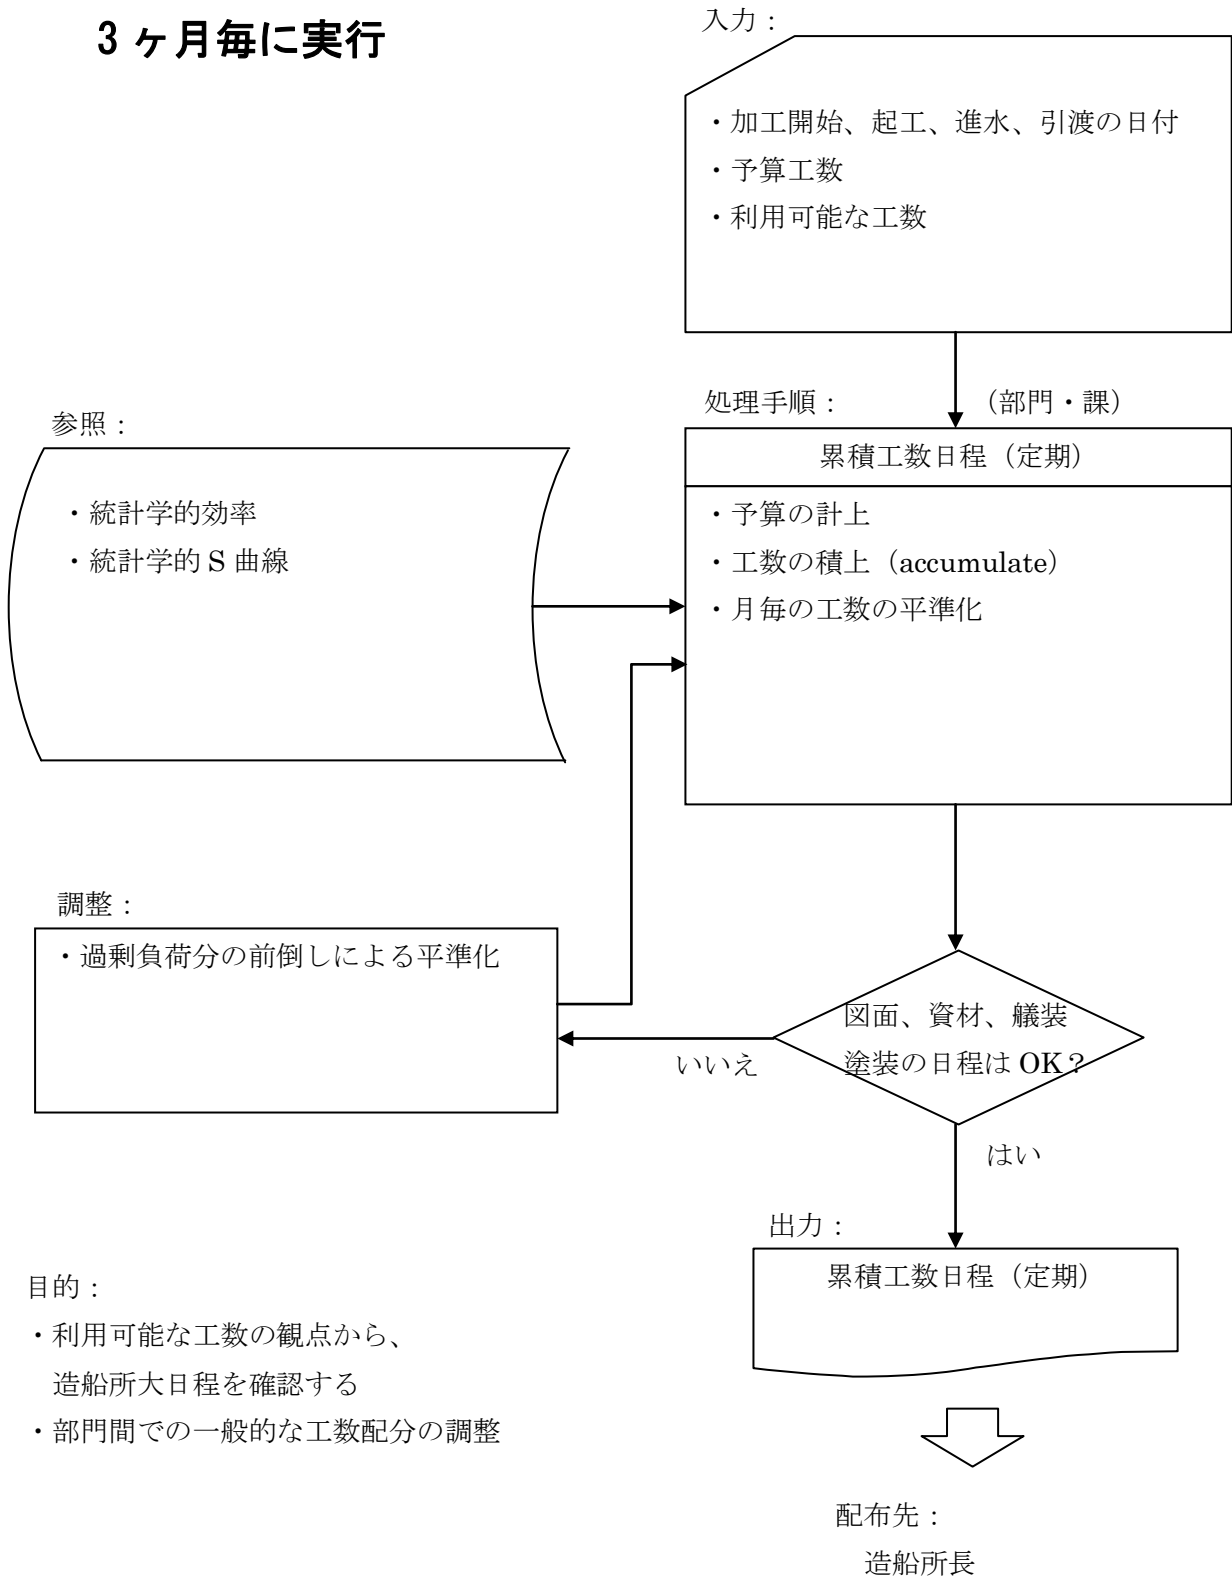 3ヶ月毎に実行
入力：
・加工開始、起工、進水、引渡の日付
・予算工数
・利用可能な工数
処理手順：
（部門・課）
参照：
・統計学的効率
・統計学的 S 曲線
累積工数日程（定期）
・予算の計上
・工数の積上（accumulate）
・月毎の工数の平準化
調整：
・過剰負荷分の前倒しによる平準化
図面、資材、艤装
塗装の日程は OK？
いいえ
はい
出力：
累積工数日程（定期）
目的：
・利用可能な工数の観点から、
造船所大日程を確認する
・部門間での一般的な工数配分の調整
配布先：
造船所長